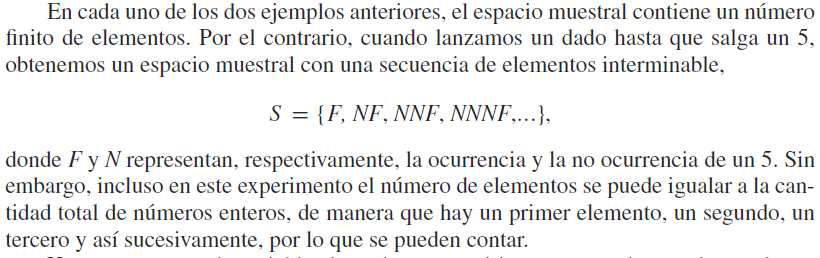 En cada uno de los dos ejemplos anteriores, el espacio muestral contiene un número
finito de elementos. Por el contrario, cuando lanzamos un dado hasta que salga un 5,
obtenemos un espacio muestral con una secuencia de elementos interminable,
S = {F, NF, NNF, NNNF,...},
donde F y N representan, respectivamente, la ocurrencia y la no ocurrencia de un 5. Sin
embargo, incluso en este experimento el número de elementos se puede igualar a la can-
tidad total de números enteros, de manera que hay un primer elemento, un segundo, un
tercero y así sucesivamente, por lo que se pueden contar.